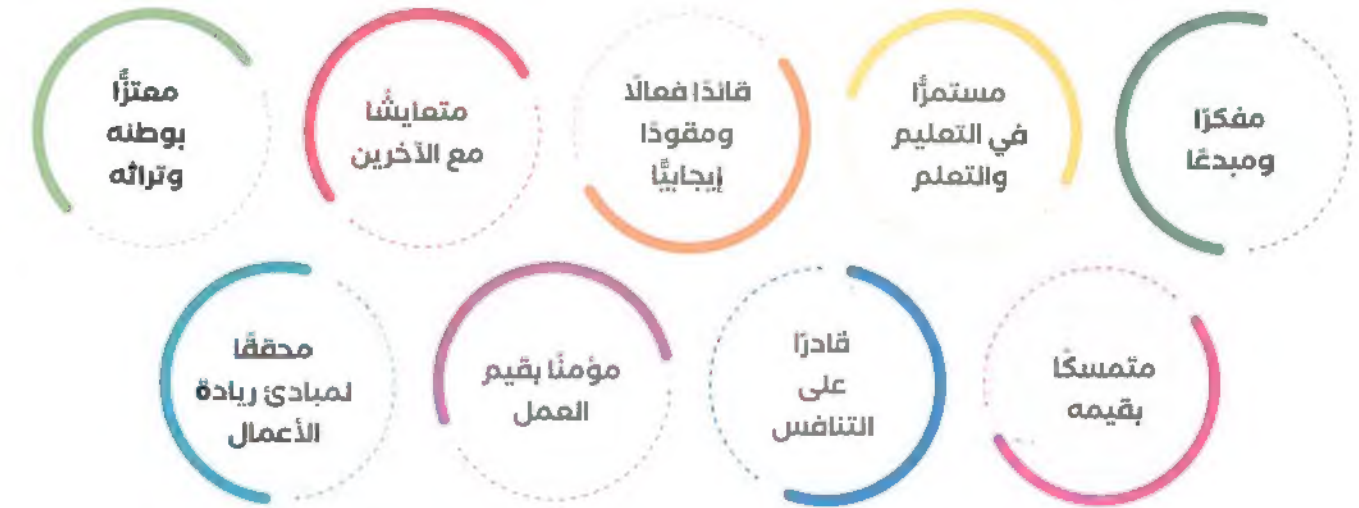 مفكرًا
ومبدعًا
مستمرًّا
في التعليم
والتعلم
قائدًا فعالًا
ومقودًا
إيجابيًّا
متعايشًا
مع الآخرين
معتزًّا
بوطنه
وتراثه
متمسكًا
بقيمه
قادرًا
على
التنافس
مؤمنًا بقيم
العمل
محققًا
لمبادئ ريادة
الأعمال